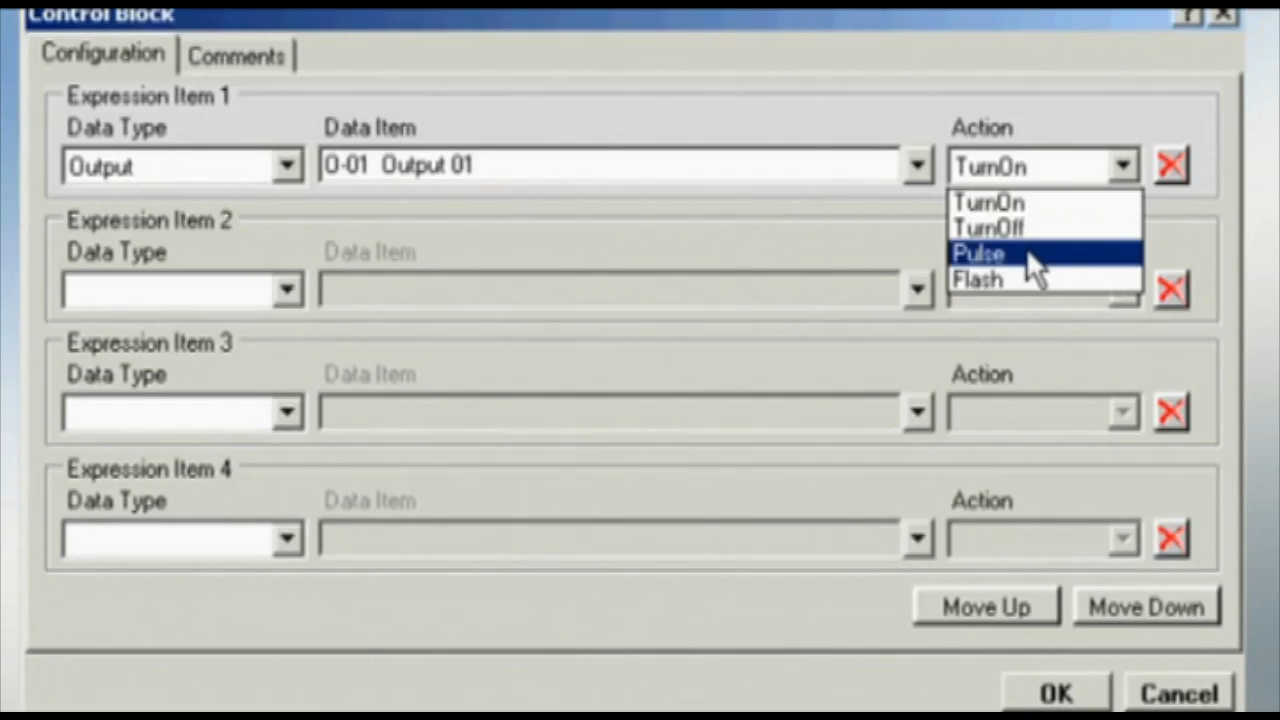 Control Block
Configuration Comments
Expression Item 1
Data Type Data Item Action
Output O-01 Output 01 TurnOn
TurnOn
TurnOff
Pulse
Flash
Expression Item 2
Data Type Data Item
Expression Item 3
Data Type Data Item Action
Expression Item 4
Data Type Data Item Action
Move Up Move Down
OK Cancel